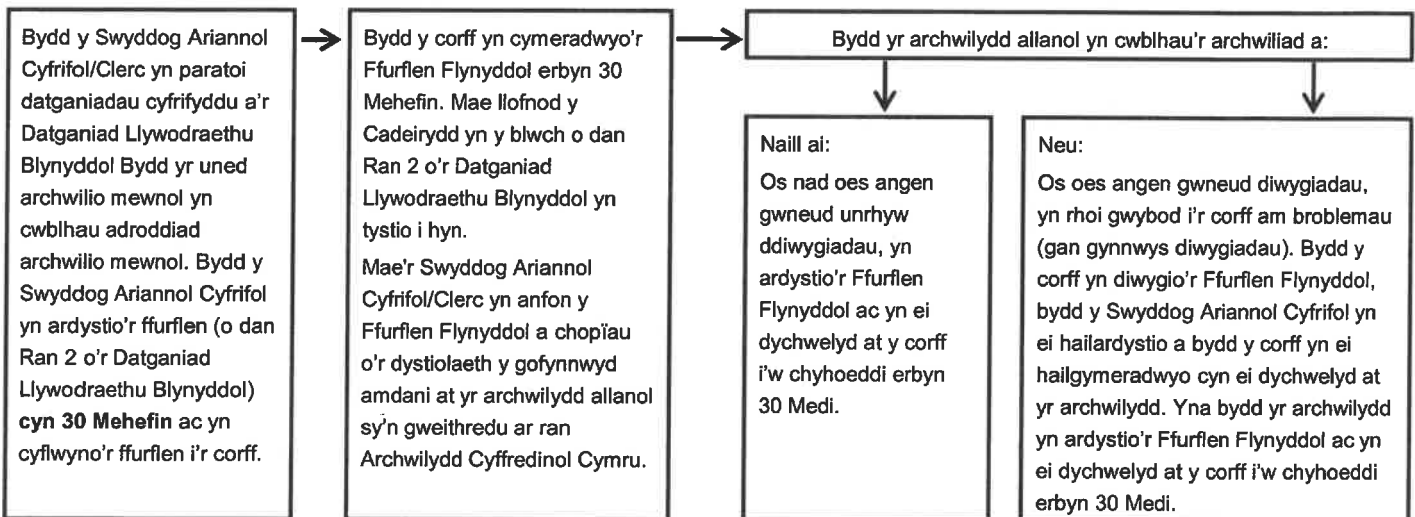 Bydd y Swyddog Ariannol
Cyfrifol/Clerc yn paratoi
datganiadau cyfrifyddu a'r
Datganiad Llywodraethu
Blynyddol Bydd yr uned
archwilio mewnol yn
cwblhau adroddiad
archwilio mewnol. Bydd y
Swyddog Ariannol Cyfrifol
yn ardystio'r ffurflen (o dan
Ran 2 o'r Datganiad
Llywodraethu Blynyddol)
cyn 30 Mehefin ac yn
cyflwyno'r ffurflen i'r corff.
Bydd y corff yn cymeradwyo'r
Ffurflen Flynyddol erbyn 30
Mehefin. Mae llofnod y
Cadeirydd yn y blwch o dan
Ran 2 o'r Datganiad
Llywodraethu Blynyddol yn
tystio i hyn.
Mae'r Swyddog Ariannol
Cyfrifol/Clerc yn anfon y
Ffurflen Flynyddol a chopïau
o'r dystiolaeth y gofynnwyd
amdani at yr archwilydd allanol
sy'n gweithredu ar ran
Archwilydd Cyffredinol Cymru.
Bydd yr archwilydd allanol yn cwblhau'r archwiliad a:
Naill ai:
Os nad oes angen
gwneud unrhyw
ddiwygiadau, yn
ardystio'r Ffurflen
Flynyddol ac yn ei
dychwelyd at y corff
i'w chyhoeddi erbyn
30 Medi.
Neu:
Os oes angen gwneud diwygiadau,
yn rhoi gwybod i'r corff am broblemau
(gan gynnwys diwygiadau). Bydd y
corff yn diwygio'r Ffurflen Flynyddol,
bydd y Swyddog Ariannol Cyfrifol yn
ei hailardystio a bydd y corff yn ei
hailgymeradwyo cyn ei dychwelyd at
yr archwilydd. Yna bydd yr archwilydd
yn ardystio'r Ffurflen Flynyddol ac yn
ei dychwelyd at y corff i'w chyhoeddi
erbyn 30 Medi.